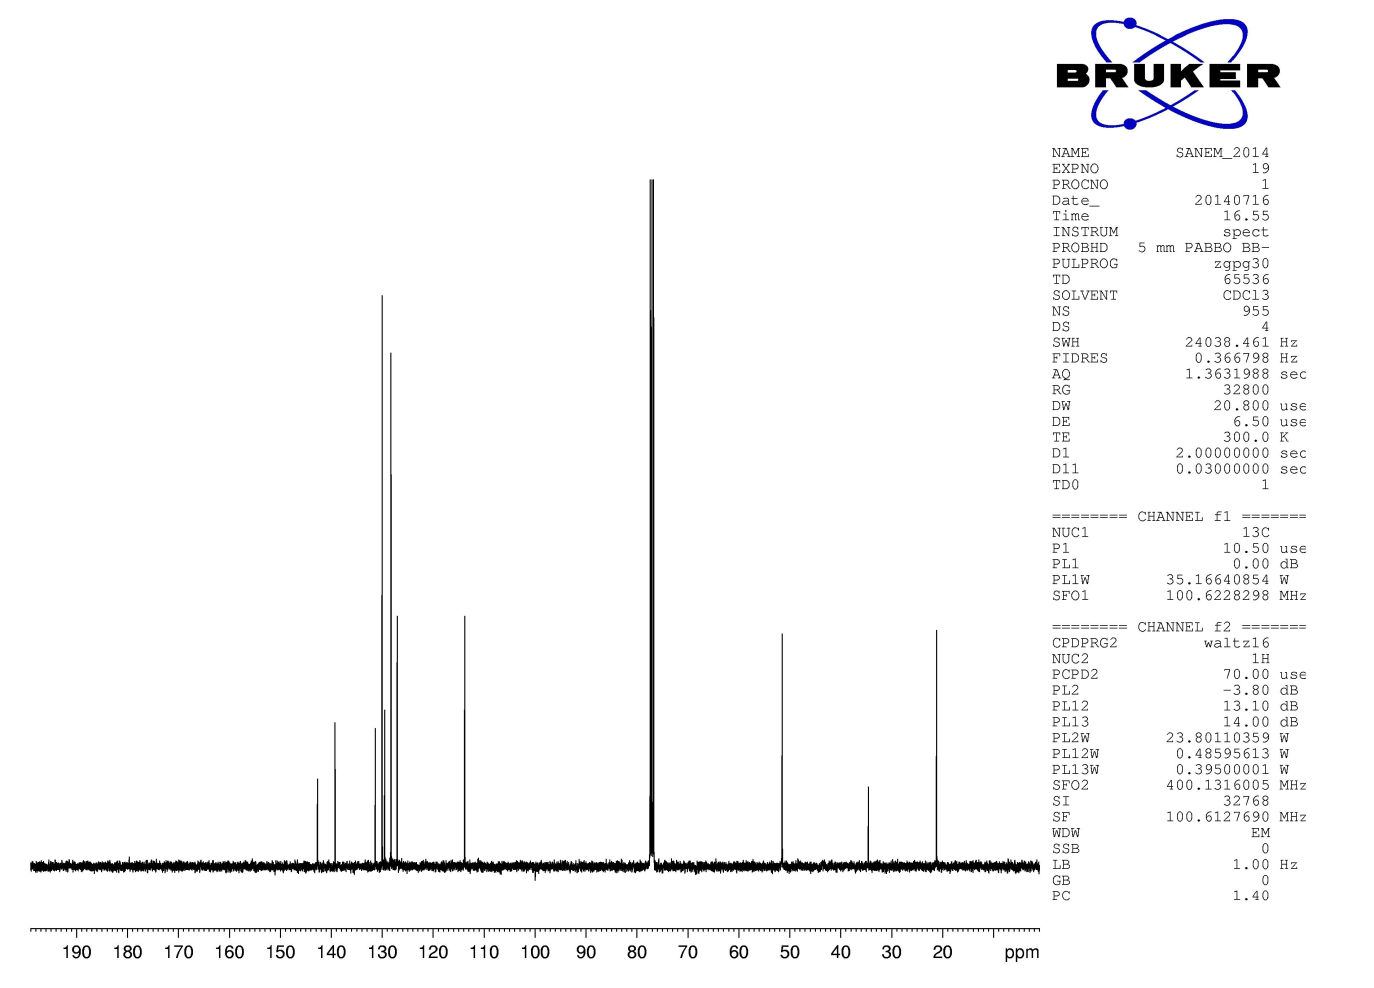 BRUKER
NAME SANEM_2014
EXPNO 19
PROCNO 1
Date_ 20140716
Time 16.55
INSTRUM spect
PROBHD 5 mm PABBO BB-
PULPROG zgpg30
TD 65536
SOLVENT CDCl3
NS 955
DS 4
SWH 24038.461 Hz
FIDRES 0.366798 Hz
AQ 1.3631988 sec
RG 32800
DW 20.800 use
DE 6.50 use
TE 300.0 K
D1 2.00000000 sec
D11 0.03000000 sec
TD0 1
======== CHANNEL f1 =======
NUC1 13C
P1 10.50 use
PL1 0.00 dB
PL1W 35.16640854 W
SFO1 100.6228298 MHz
======== CHANNEL f2 =======
CPDPRG2 waltz16
NUC2 1H
PCPD2 70.00 use
PL2 -3.80 dB
PL12 13.10 dB
PL13 14.00 dB
PL2W 23.80110359 W
PL12W 0.48595613 W
PL13W 0.39500001 W
SFO2 400.1316005 MHz
SI 32768
SF 100.6127690 MHz
WDW EM
SSB 0
LB 1.00 Hz
GB 0
PC 1.40
190 180 170 160 150 140 130 120 110 100 90 80 70 60 50 40 30 20 ppm